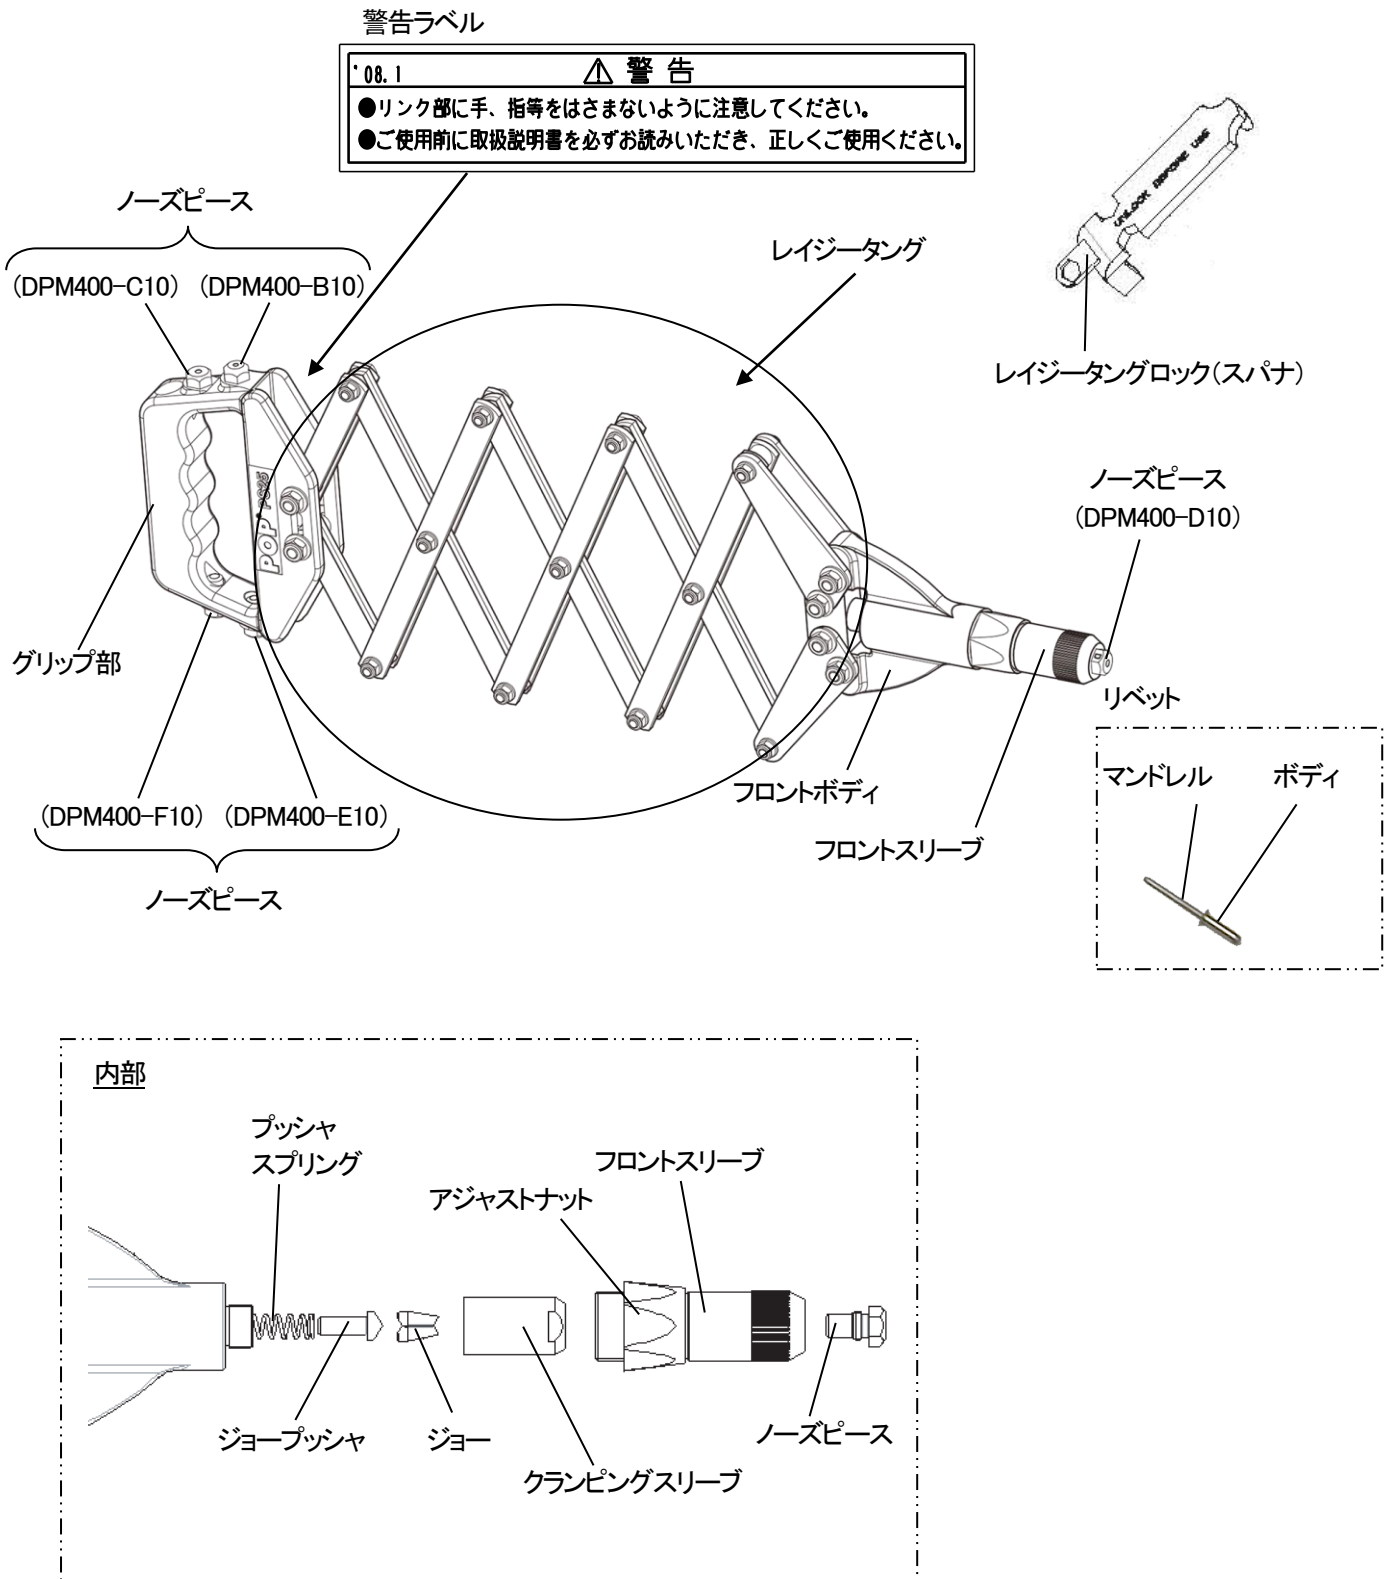 警告ラベル
'08.1 ⚠ 警 告
●リンク部に手、指等をはさまないように注意してください。
●ご使用前に取扱説明書を必ずお読みいただき、正しくご使用ください。
ノーズピース
(DPM400-C10) (DPM400-B10)
レイジータング
UNLOCK BEFORE USE
レイジータングロック(スパナ)
ノーズピース
(DPM400-D10)
POP
グリップ部
リベット
マンドレル ボディ
フロントボディ
フロントスリーブ
(DPM400-F10) (DPM400-E10)
ノーズピース
内部
プッシャ
スプリング
フロントスリーブ
アジャストナット
ジョープッシャ
ジョー
ノーズピース
クランピングスリーブ